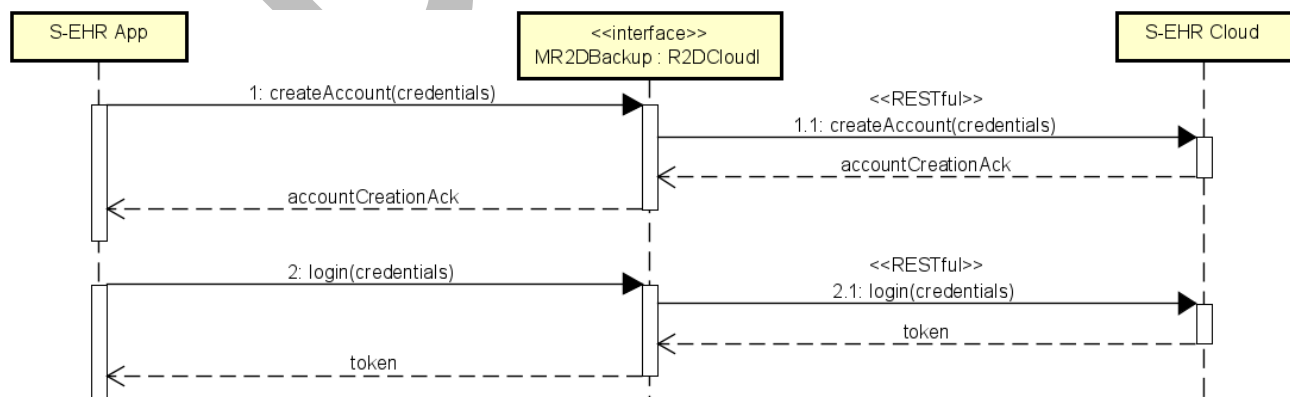 S-EHR App
<<interface>>
MR2DBackup : R2DCloudI
S-EHR Cloud
1: createAccount(credentials)
<<RESTful>>
1.1: createAccount(credentials)
accountCreationAck
accountCreationAck
2: login(credentials)
<<RESTful>>
2.1: login(credentials)
token
token